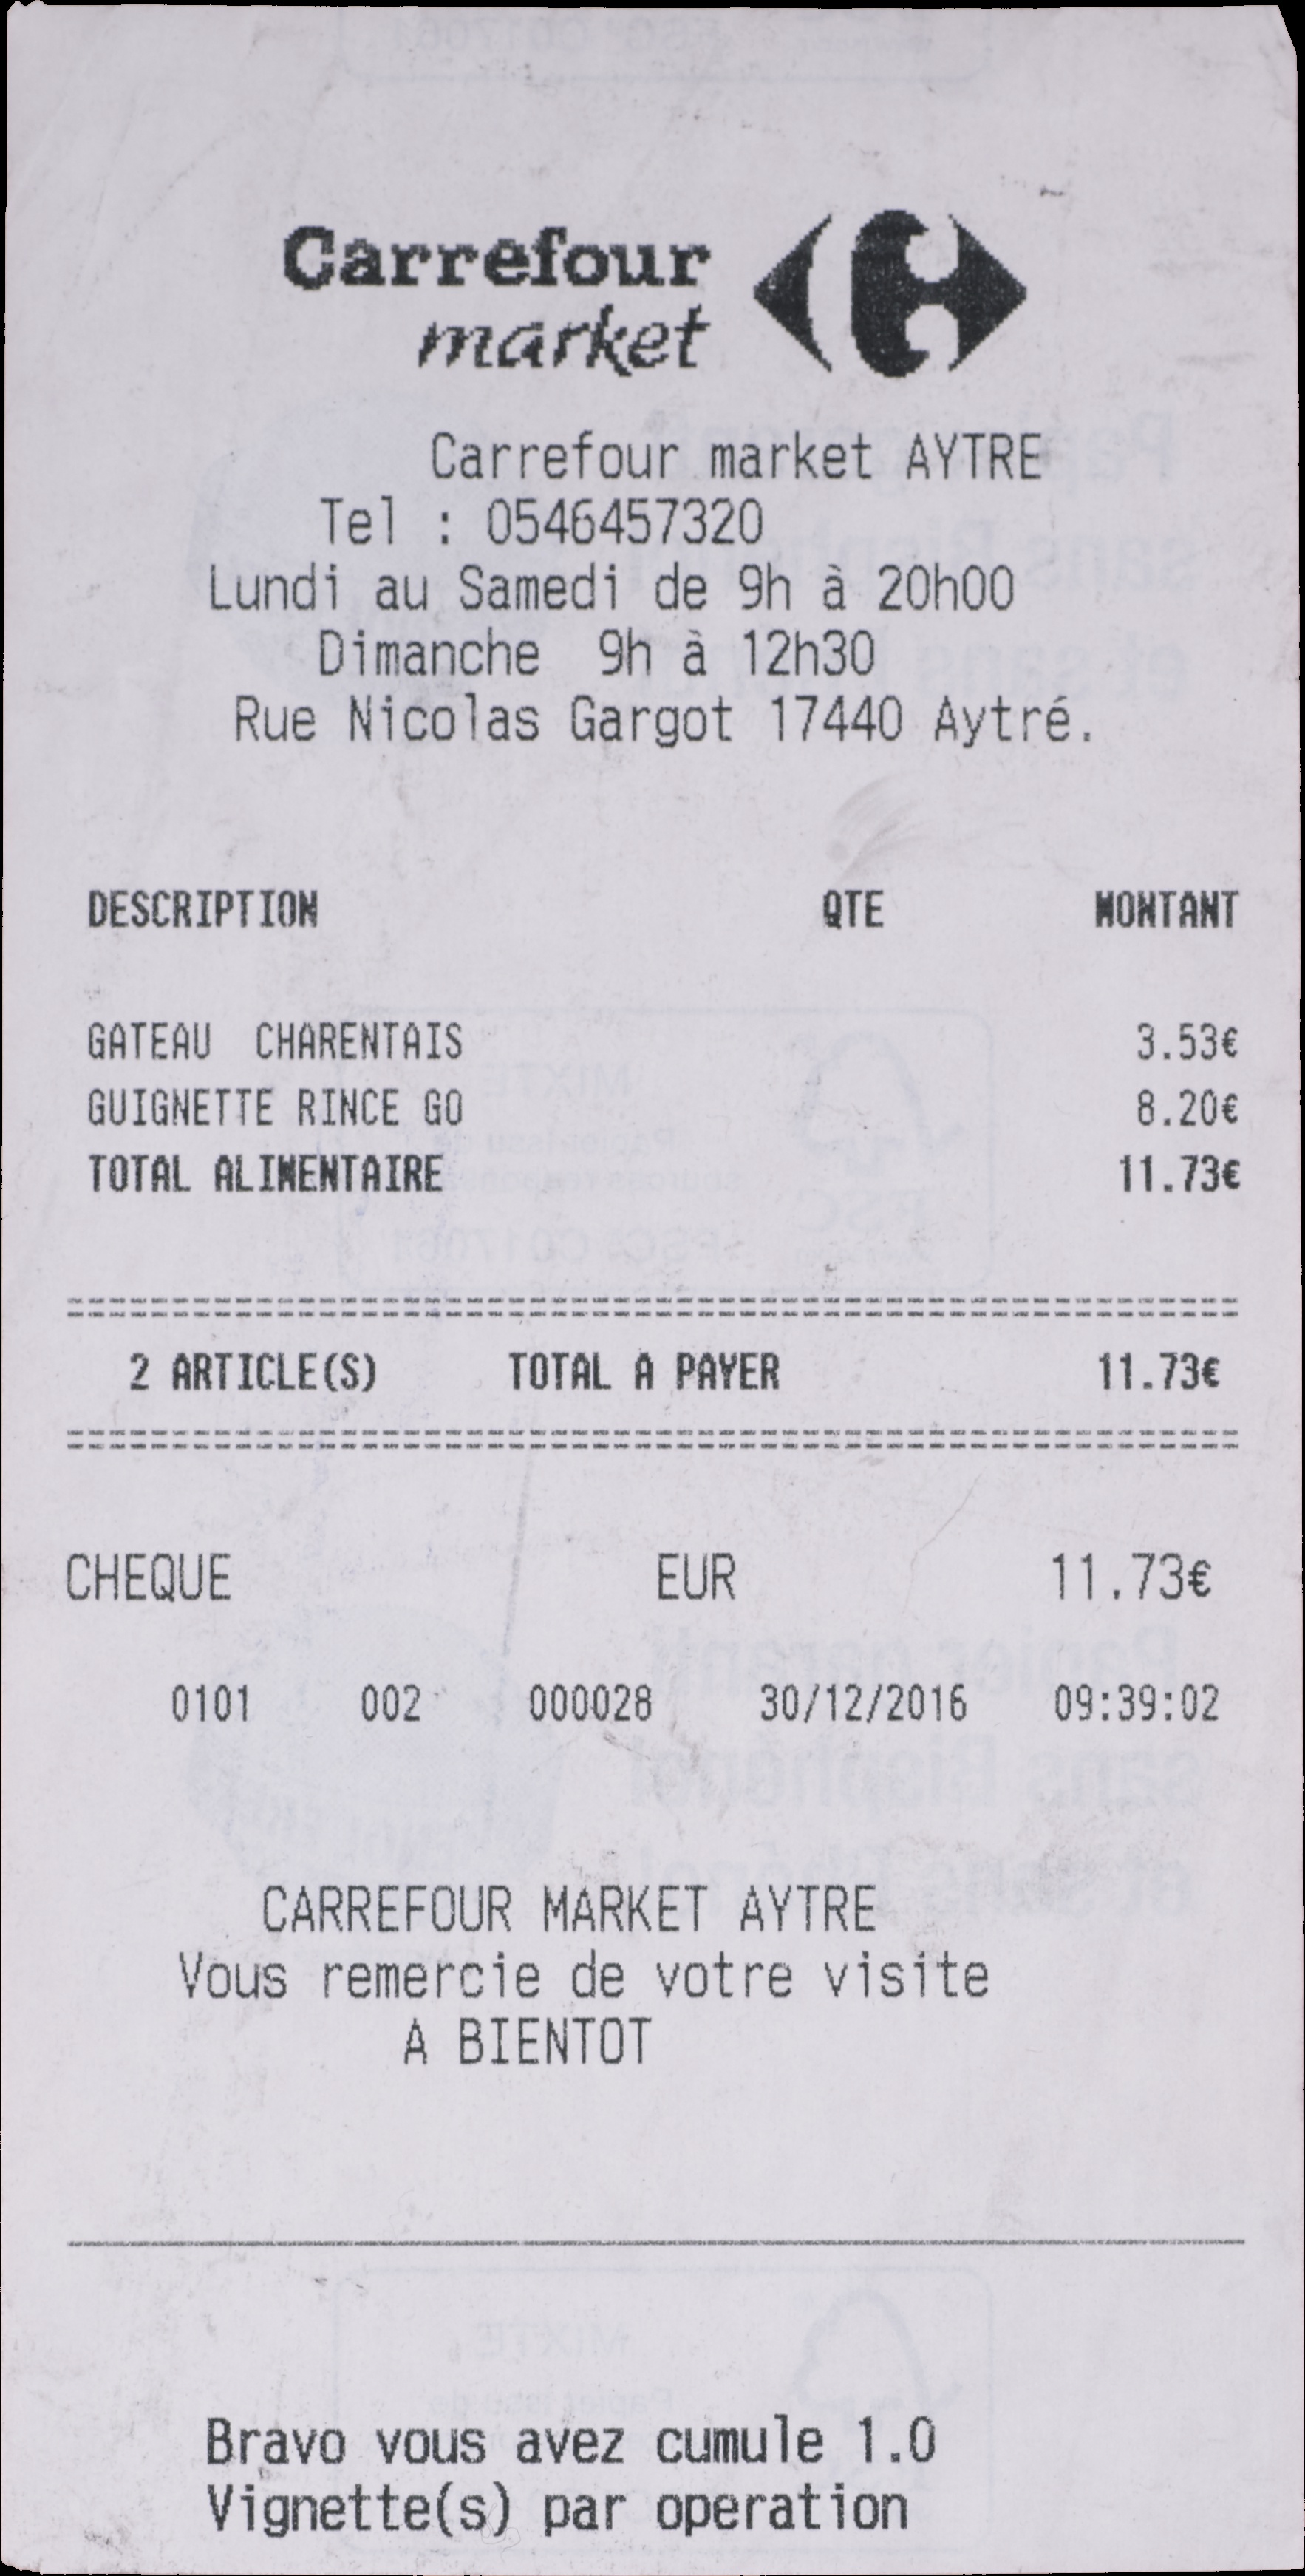 Carrefour
market
Carrefour market AYTRE
Tel : 0546457320
Lundi au Samedi de 9h à 20h00
Dimanche 9h à 12h30
Rue Nicolas Gargot 17440 Aytré.
DESCRIPTION QTE MONTANT
GATEAU CHARENTAIS 3.53€
GUIGNETTE RINCE GO 8.20€
TOTAL ALIMENTAIRE 11.73€
2 ARTICLE(S) TOTAL A PAYER 11.73€
CHEQUE EUR 11.73€
0101 002 000028 30/12/2016 09:39:02
CARREFOUR MARKET AYTRE
Vous remercie de votre visite
A BIENTOT
Bravo vous avez cumule 1.0
Vignette(s) par operation